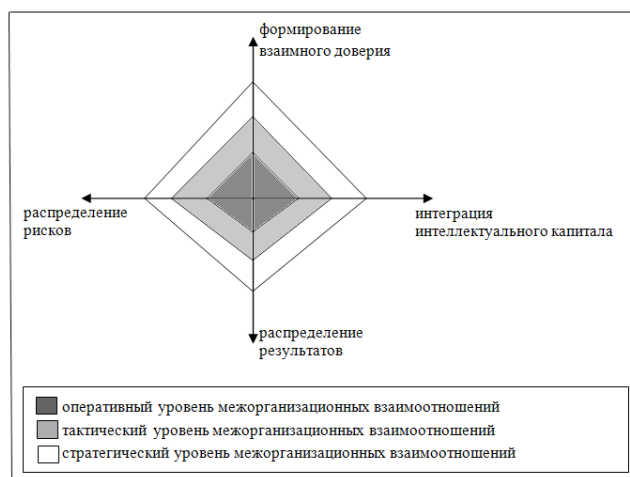 формирование
взаимного доверия
распределение
рисков
интеграция
интеллектуального капитала
распределение
результатов
оперативный уровень межорганизационных взаимоотношений
тактический уровень межорганизационных взаимоотношений
стратегический уровень межорганизационных взаимоотношений